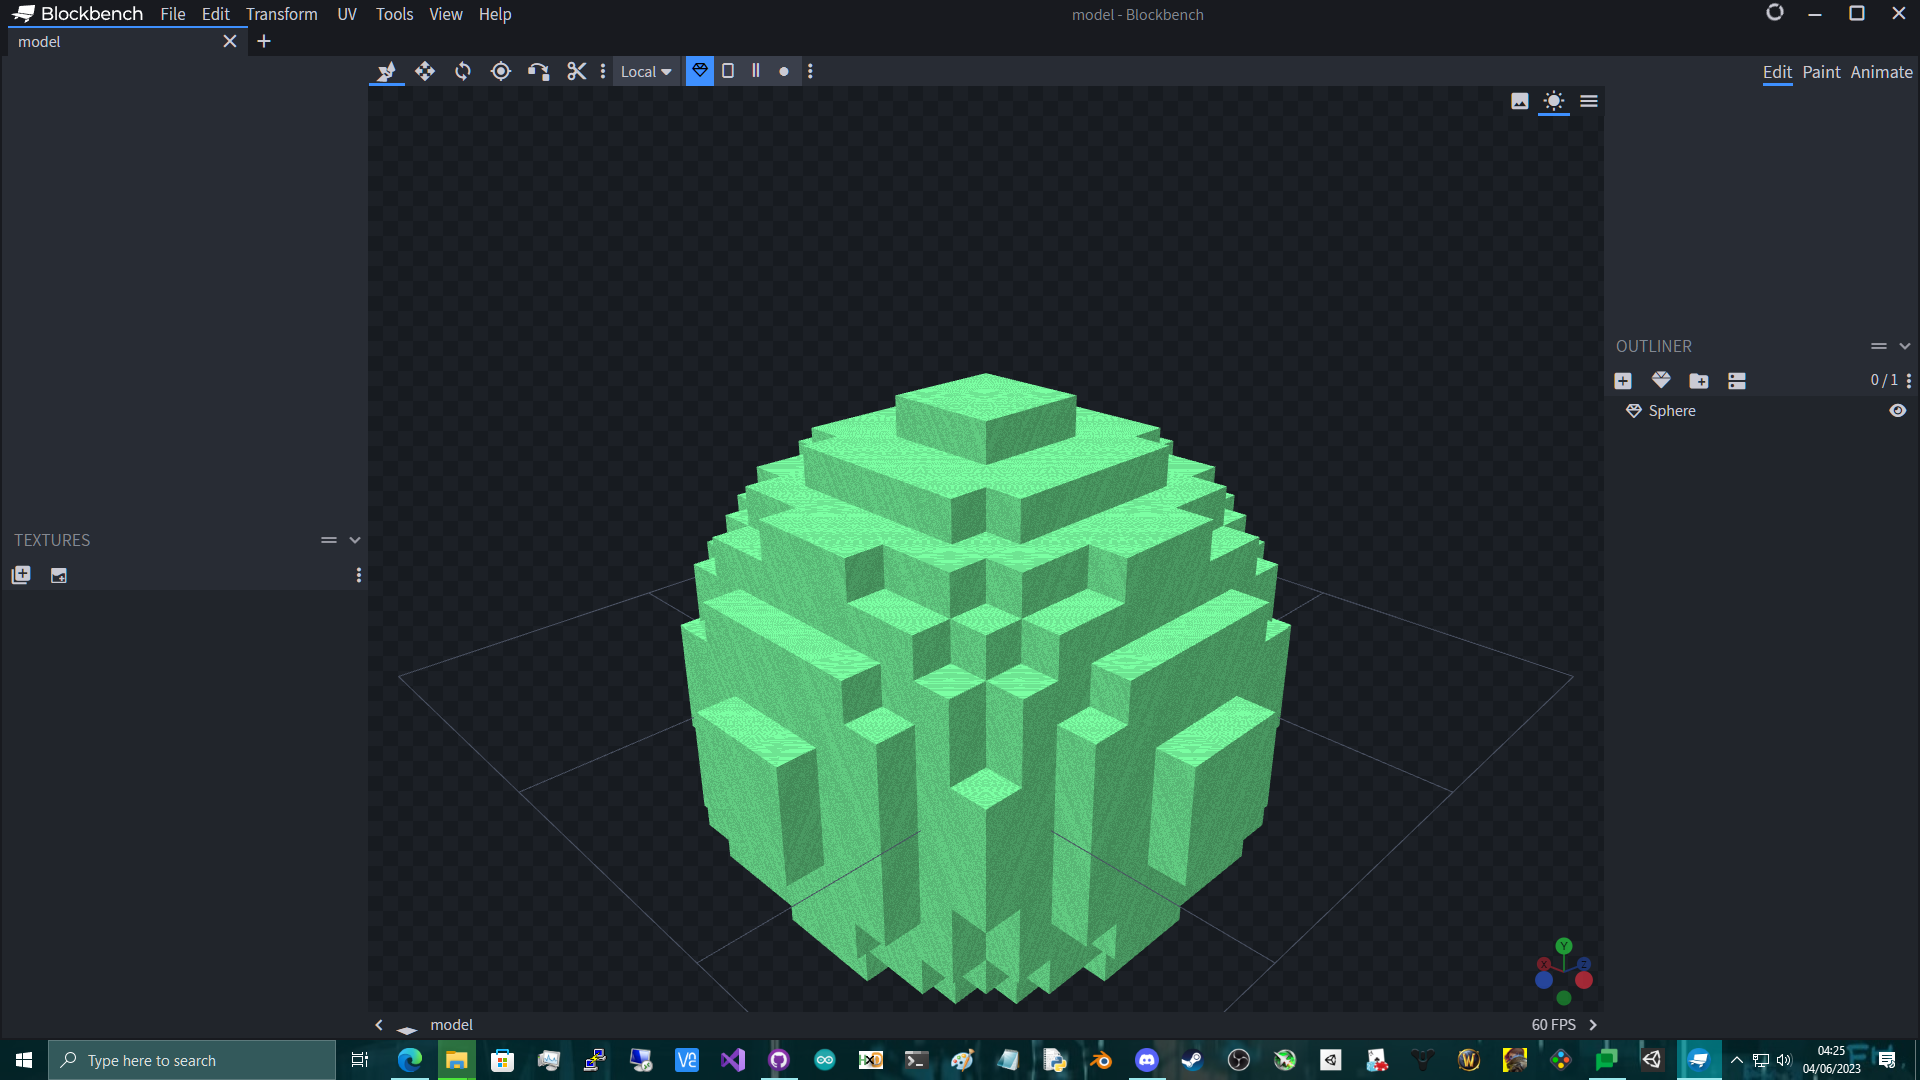 Blockbench File Edit Transform UV Tools View Help
model - Blockbench
model
Local
Edit Paint Animate
OUTLINER
0 / 1
Sphere
TEXTURES
Y
X
Z
model
60 FPS
Type here to search
04:25
04/06/2023